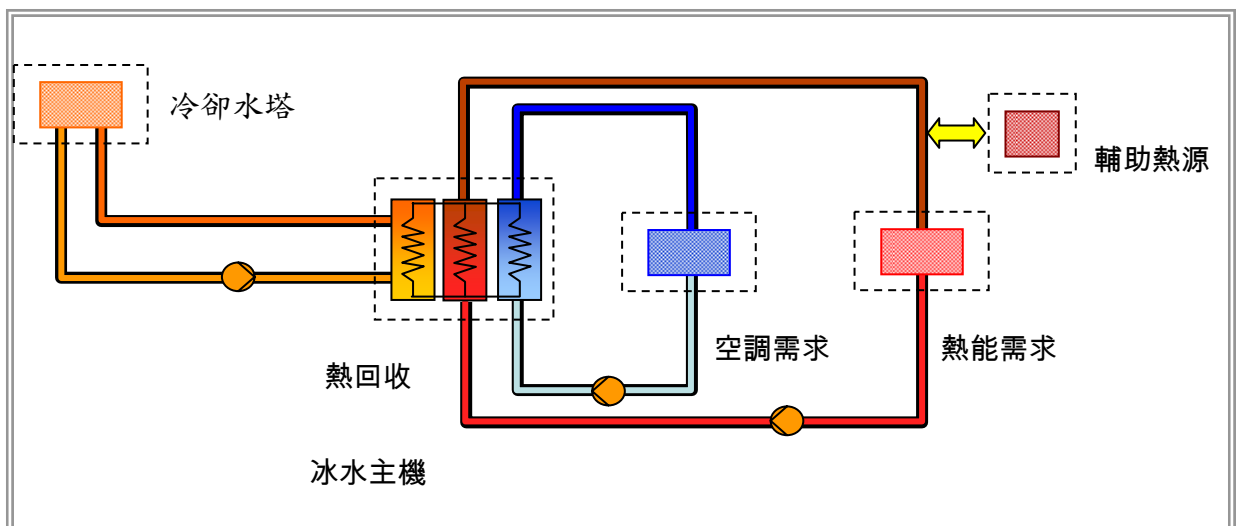 冷卻水塔
輔助熱源
空調需求
熱能需求
熱回收
冰水主機